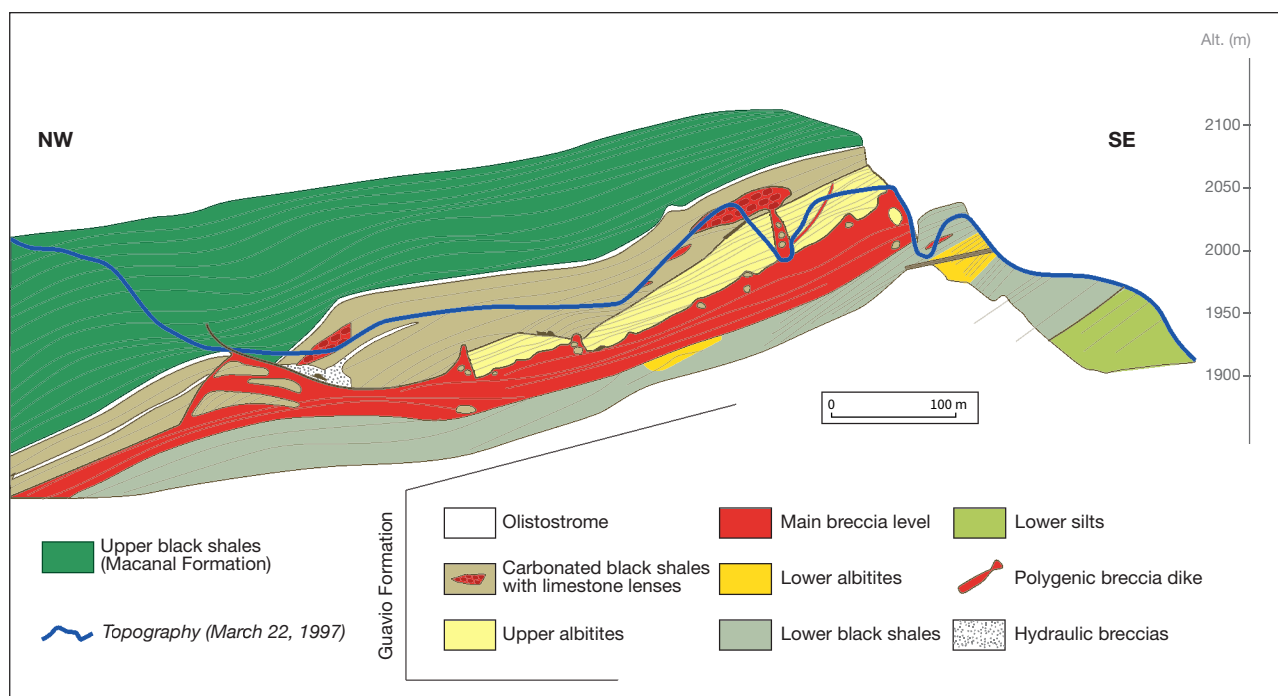 Alt. (m)
NW
SE
2100
2050
2000
1950
1900
0 100 m
Guavio Formation
Upper black shales
(Macanal Formation)
Topography (March 22, 1997)
Olistostrome
Carbonated black shales
with limestone lenses
Upper albitites
Main breccia level
Lower albitites
Lower black shales
Lower silts
Polygenic breccia dike
Hydraulic breccias